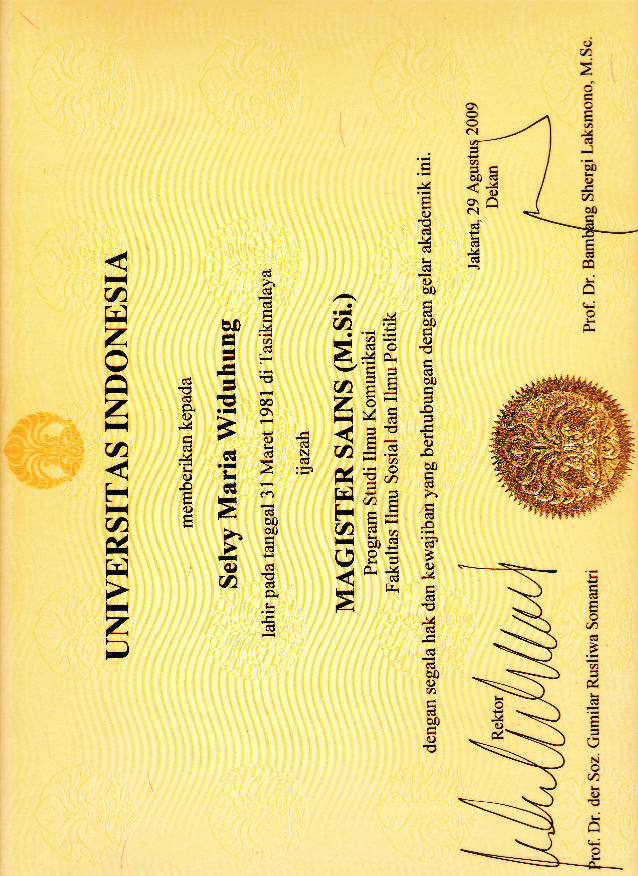 UNIVERSITAS INDONESIA
memberikan kepada
Selvy Maria Widuhung
lahir pada tanggal 31 Maret 1981 di Tasikmalaya
ijazah
MAGISTER SAINS (M.Si.)
Program Studi Ilmu Komunikasi
Fakultas Ilmu Sosial dan Ilmu Politik
dengan segala hak dan kewajiban yang berhubungan dengan gelar akademik ini.
Jakarta, 29 Agustus 2009
Rektor
Dekan
Prof. Dr. der Soz. Gumilar Rusliwa Somantri
Prof. Dr. Bambang Shergi Laksmono, M.Sc.